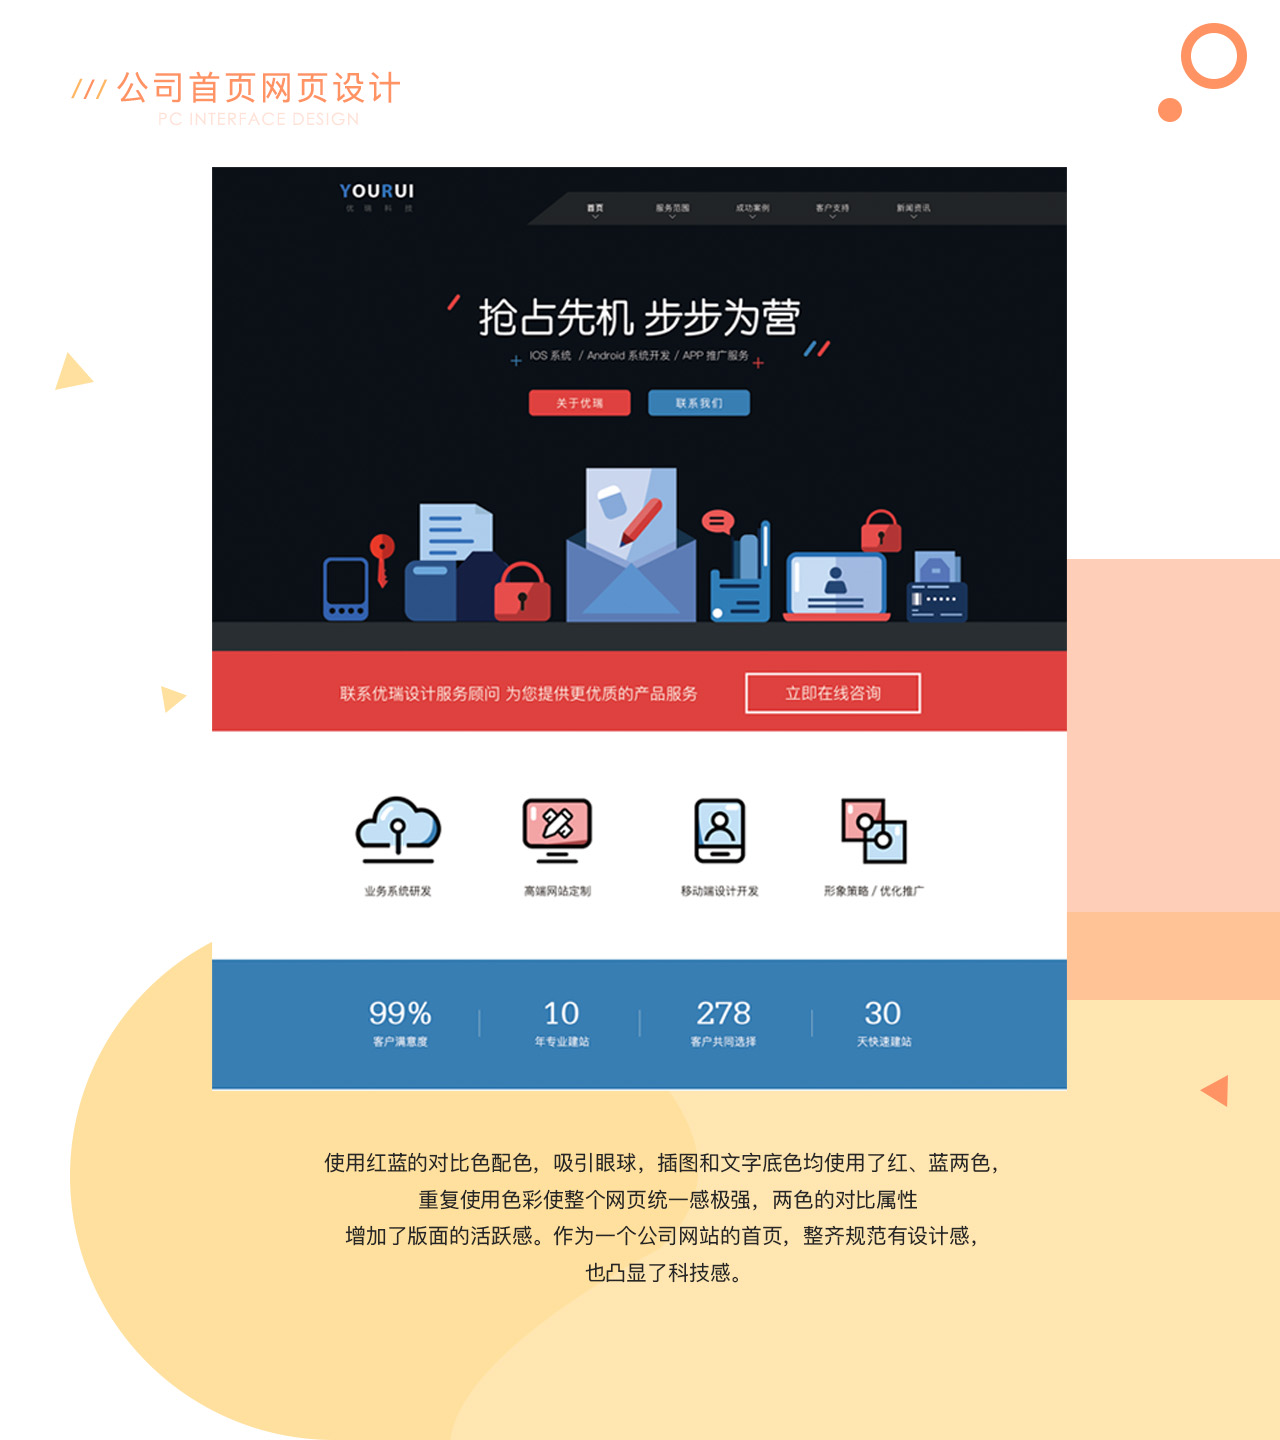 /// 公司首页网页设计
PC INTERFACE DESIGN
YOURUI
优 瑞 科 技
首页 服务范围 成功案例 客户支持 新闻资讯
抢占先机 步步为营
IOS 系统 / Android 系统开发 / APP 推广服务
关于优瑞 联系我们
联系优瑞设计服务顾问 为您提供更优质的产品服务 立即在线咨询
业务系统研发 高端网站定制 移动端设计开发 形象策略 / 优化推广
99% 10 278 30
客户满意度 年专业建站 客户共同选择 天快速建站
使用红蓝的对比色配色，吸引眼球，插图和文字底色均使用了红、蓝两色，
重复使用色彩使整个网页统一感极强，两色的对比属性
增加了版面的活跃感。作为一个公司网站的首页，整齐规范有设计感，
也凸显了科技感。